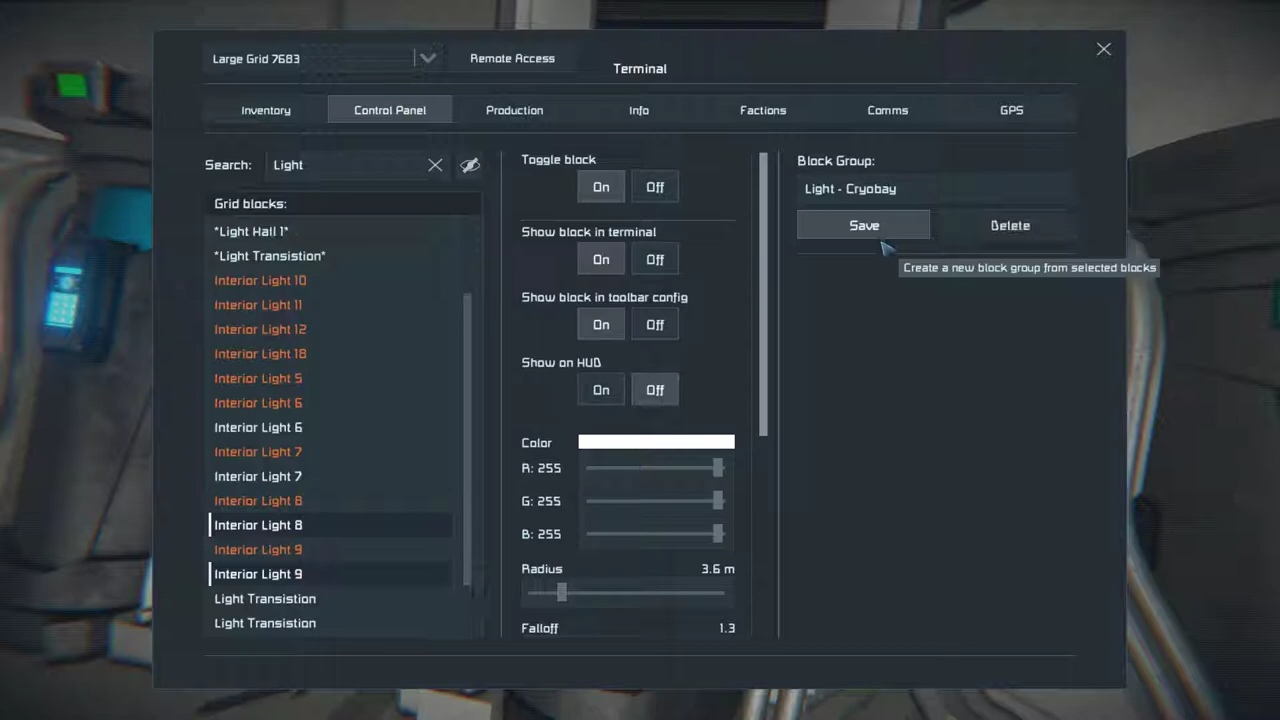 Large Grid 7683
Remote Access
Terminal
Inventory
Control Panel
Production
Info
Factions
Comms
GPS
Search:
Light
Grid blocks:
*Light Hall 1*
*Light Transistion*
Interior Light 10
Interior Light 11
Interior Light 12
Interior Light 18
Interior Light 5
Interior Light 6
Interior Light 6
Interior Light 7
Interior Light 7
Interior Light 8
Interior Light 8
Interior Light 9
Interior Light 9
Light Transistion
Light Transistion
Toggle block
On Off
Show block in terminal
On Off
Show block in toolbar config
On Off
Show on HUD
On Off
Color
R: 255
G: 255
B: 255
Radius 3.6 m
Falloff 1.3
Block Group:
Light - Cryobay
Save Delete
Create a new block group from selected blocks